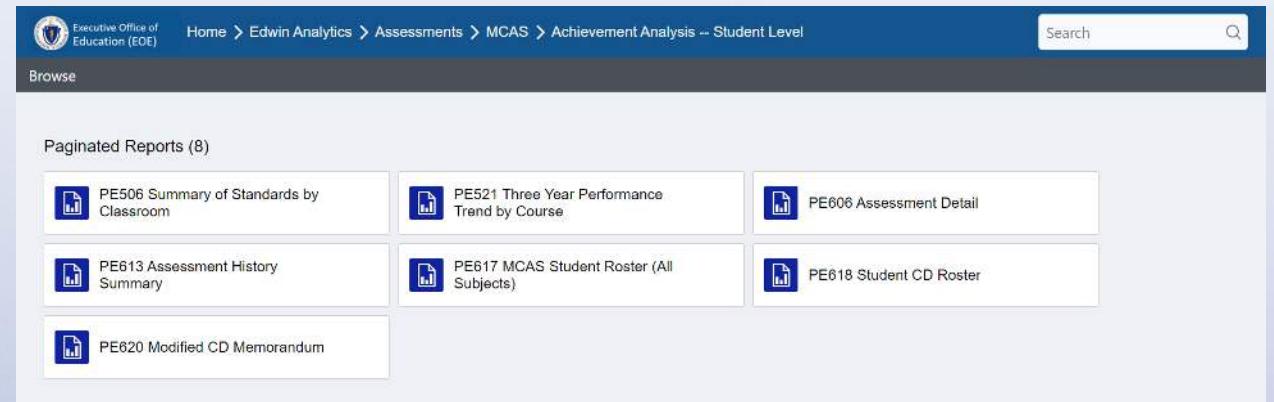 Executive Office of
Education (EOE)
Home > Edwin Analytics > Assessments > MCAS > Achievement Analysis -- Student Level
Search
Browse
Paginated Reports (8)
PE506 Summary of Standards by
Classroom
PE521 Three Year Performance
Trend by Course
PE606 Assessment Detail
PE613 Assessment History
Summary
PE617 MCAS Student Roster (All
Subjects)
PE618 Student CD Roster
PE620 Modified CD Memorandum